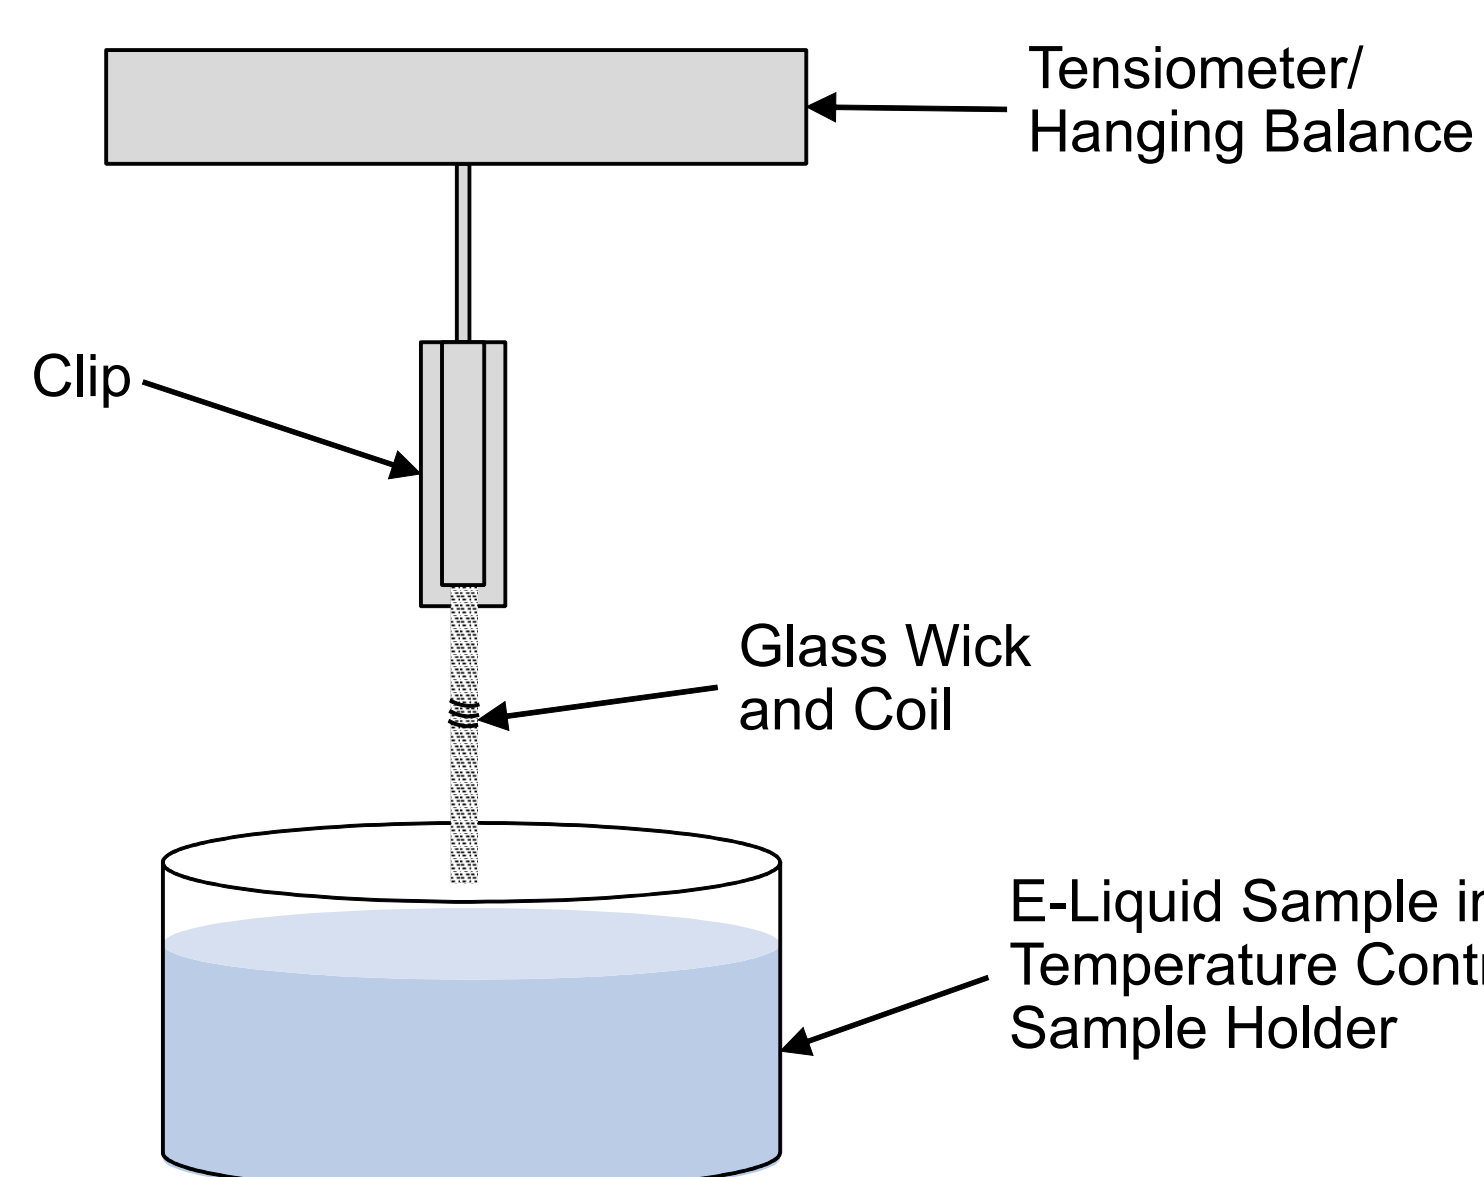 Tensiometer/
Hanging Balance
Clip
Glass Wick
and Coil
E-Liquid Sample
Temperature
Sample Holder